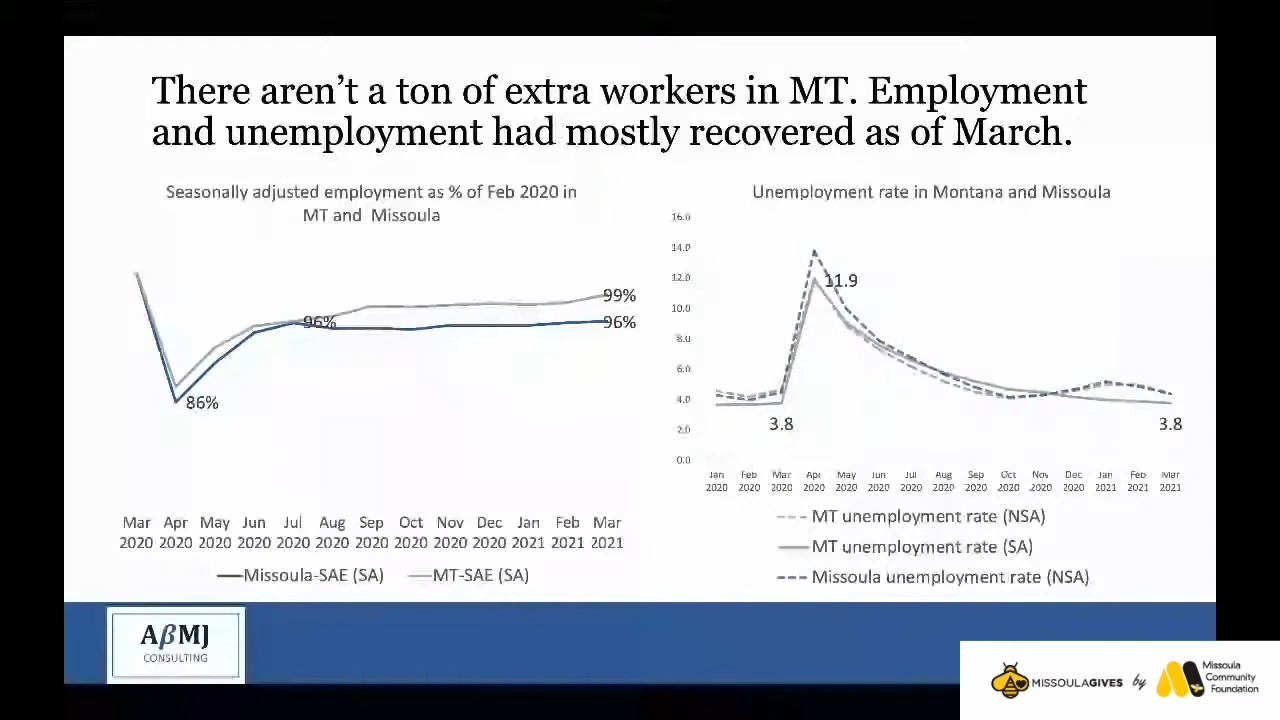 There aren't a ton of extra workers in MT. Employment
and unemployment had mostly recovered as of March.
Seasonally adjusted employment as % of Feb 2020 in
MT and Missoula
99%
96%
96%
86%
Mar Apr May Jun Jul Aug Sep Oct Nov Dec Jan Feb Mar
2020 2020 2020 2020 2020 2020 2020 2020 2020 2020 2021 2021 2021
Missoula-SAE (SA) MT-SAE (SA)
Unemployment rate in Montana and Missoula
16.0
14.0
12.0
10.0
8.0
6.0
4.0
2.0
0.0
11.9
3.8
3.8
Jan Feb Mar Apr May Jun Jul Aug Sep Oct Nov Dec Jan Feb Mar
2020 2020 2020 2020 2020 2020 2020 2020 2020 2020 2020 2020 2021 2021 2021
MT unemployment rate (NSA)
MT unemployment rate (SA)
Missoula unemployment rate (NSA)
AβMJ
CONSULTING
MISSOULAGIVES by
Missoula
Community
Foundation